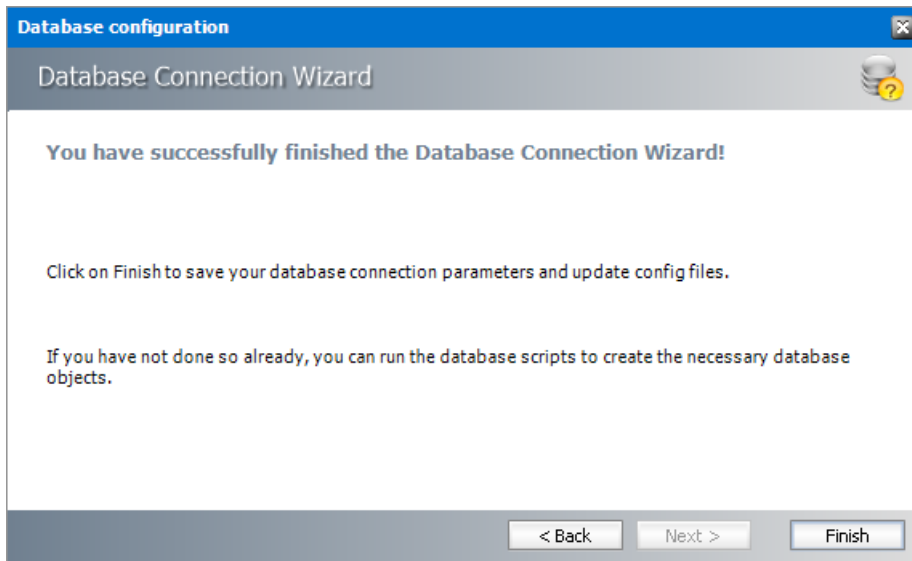 Database configuration
Database Connection Wizard
You have successfully finished the Database Connection Wizard!
Click on Finish to save your database connection parameters and update config files.
If you have not done so already, you can run the database scripts to create the necessary database
objects.
< Back
Next >
Finish